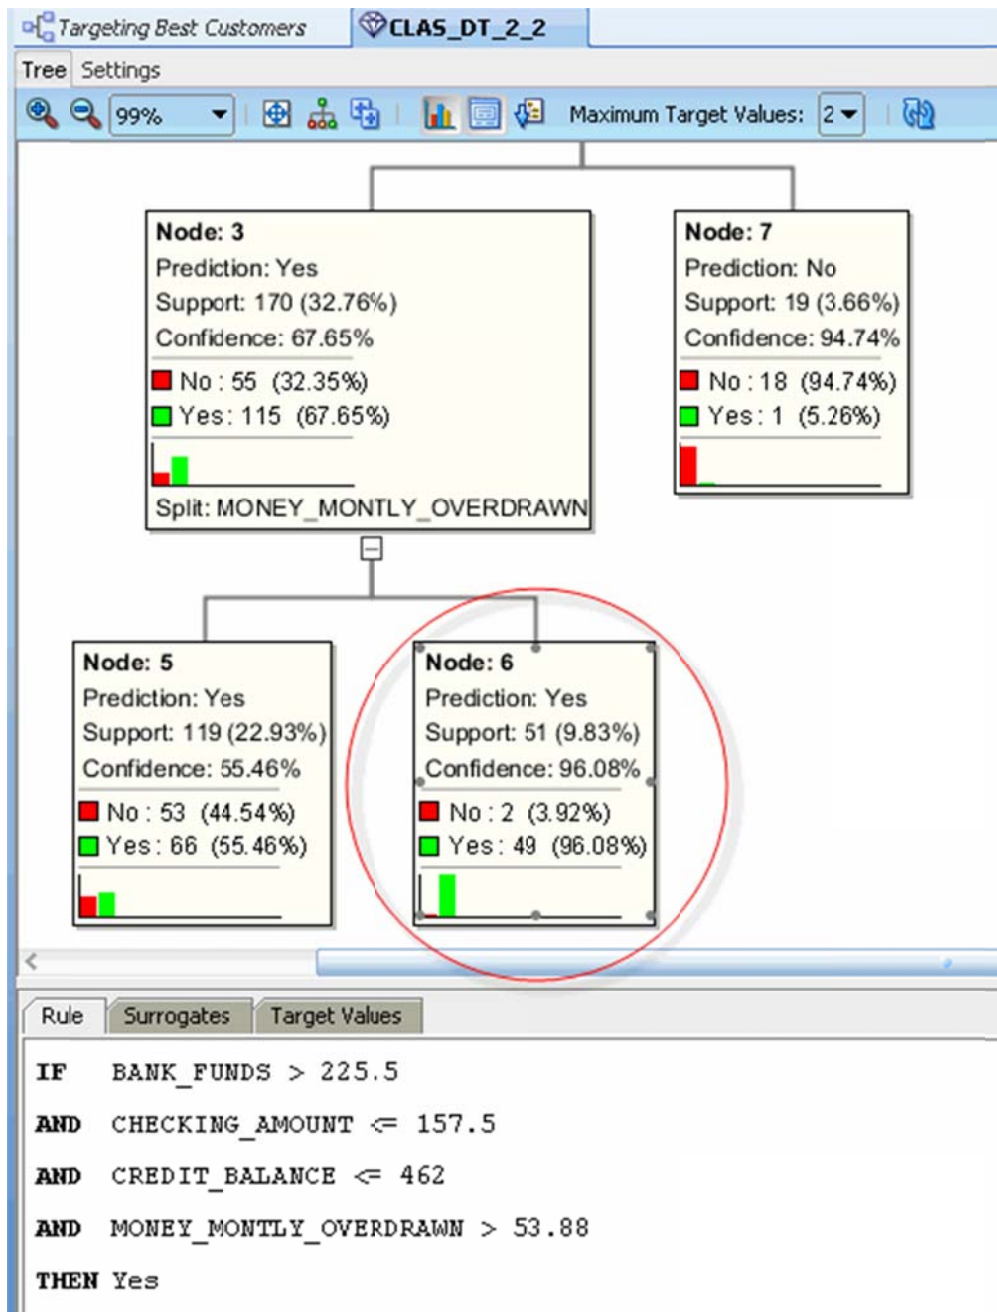 Targeting Best Customers
CLAS_DT_2_2
Tree Settings
99% Maximum Target Values: 2
Node: 3
Prediction: Yes
Support: 170 (32.76%)
Confidence: 67.65%
No : 55 (32.35%)
Yes: 115 (67.65%)
Split: MONEY_MONTLY_OVERDRAWN
Node: 7
Prediction: No
Support: 19 (3.66%)
Confidence: 94.74%
No : 18 (94.74%)
Yes: 1 (5.26%)
Node: 5
Prediction: Yes
Support: 119 (22.93%)
Confidence: 55.46%
No : 53 (44.54%)
Yes: 66 (55.46%)
Node: 6
Prediction: Yes
Support: 51 (9.83%)
Confidence: 96.08%
No : 2 (3.92%)
Yes: 49 (96.08%)
Rule Surrogates Target Values
IF BANK_FUNDS > 225.5
AND CHECKING_AMOUNT <= 157.5
AND CREDIT_BALANCE <= 462
AND MONEY_MONTLY_OVERDRAWN > 53.88
THEN Yes